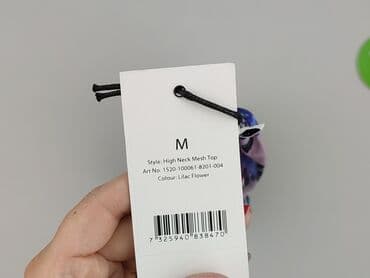 M
Style: High Neck Mesh Top
Art No: 1520-100061-8201-004
Colour: Lilac Flower
7 325940 838470